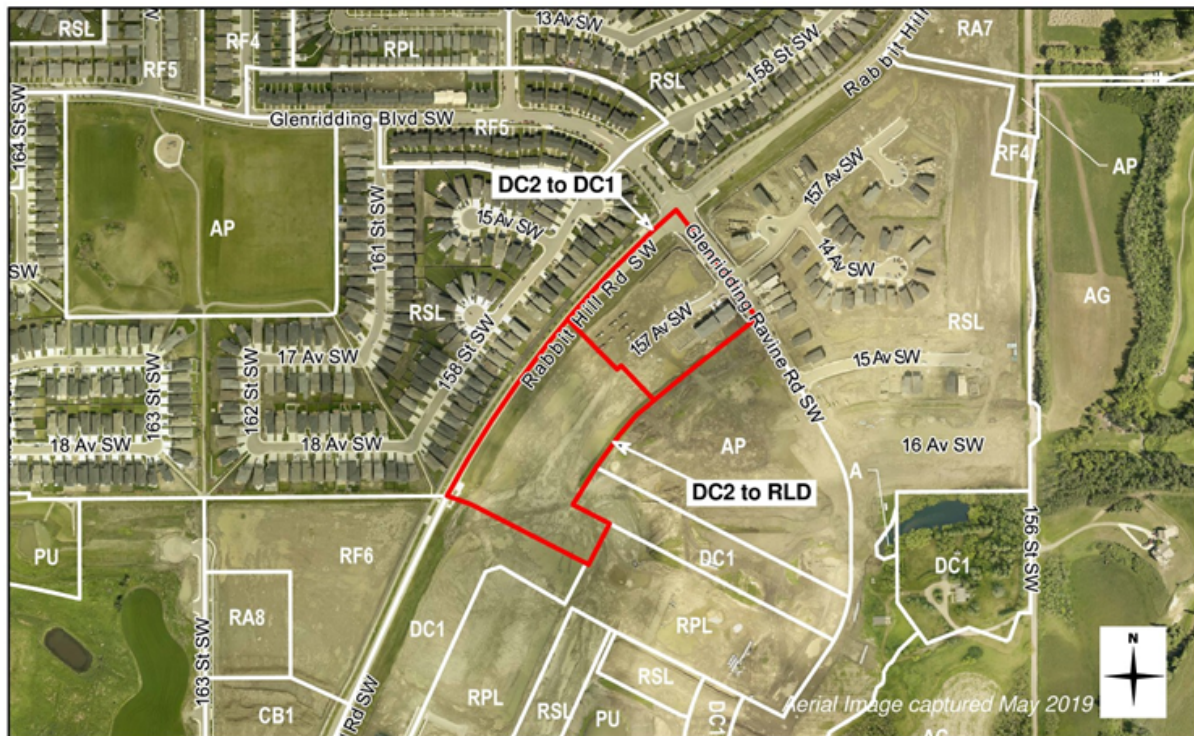 RSL
RF5
RF4
RPL
13 Av SW
RSL
158 St SW
Rabbit Hill
RA7
164 St SW
Glenridding Blvd SW
RF5
RF4
AP
DC2 to DC1
157 Av SW
AP
15 Av SW
161 St SW
14 Av SW
Glenridding Ravine Rd SW
Rabbit Hill Rd SW
AG
SW
RSL
158 St SW
157 Av SW
RSL
17 Av SW
15 Av SW
163 St SW
162 St SW
18 Av SW
18 Av SW
AP
16 Av SW
A
DC2 to RLD
156 St SW
PU
RF6
DC1
DC1
RA8
DC1
RPL
163 St SW
N
RPL
RSL
RSL
CB1
Rd SW
PU
DC1
Aerial Image captured May 2019
AG